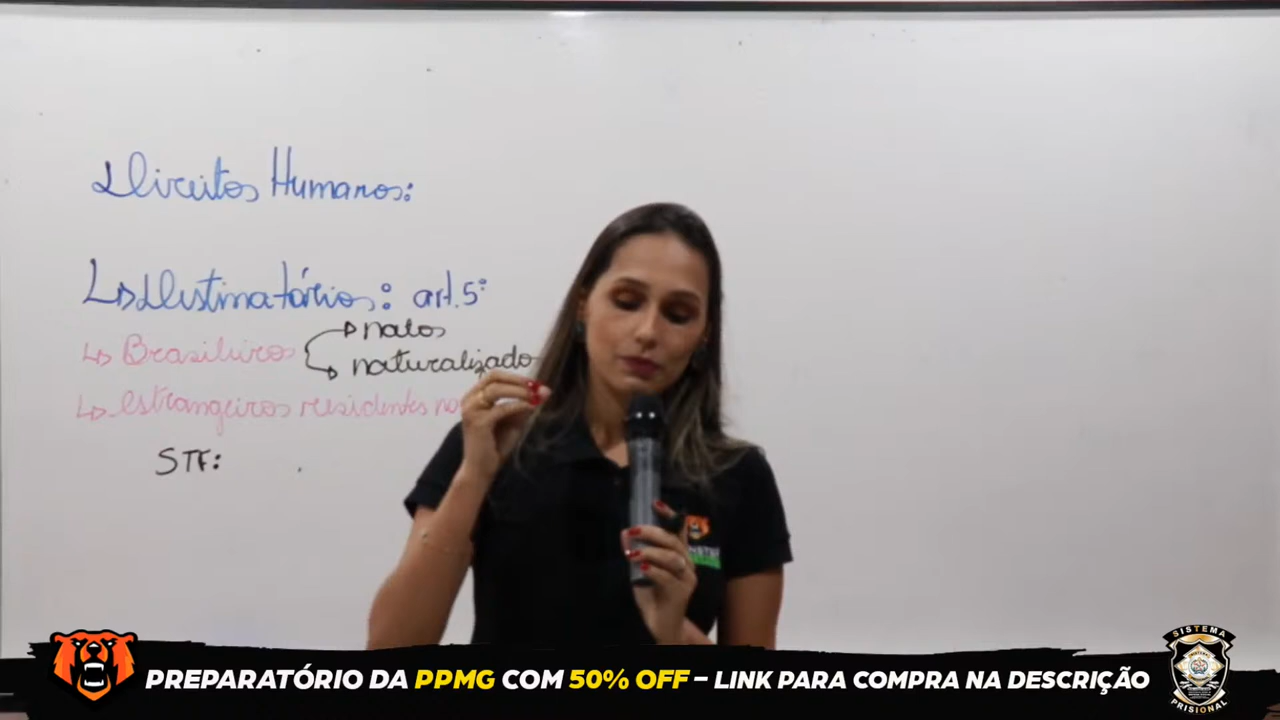 Direitos Humanos:
Destinatários: art. 5º
Brasileiros
natos
naturalizado
estrangeiros residentes no
STF:
PREPARATÓRIO DA PPMG COM 50% OFF – LINK PARA COMPRA NA DESCRIÇÃO
SISTEMA
PRISIONAL